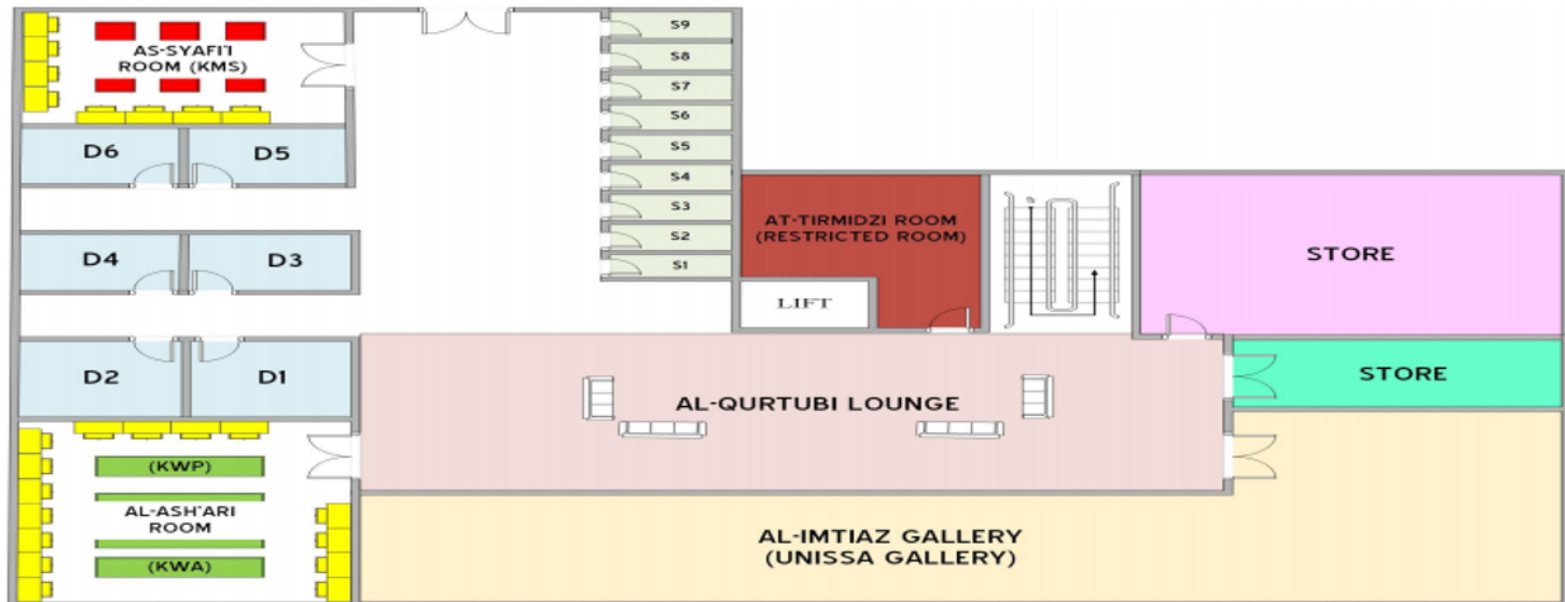 AS-SYAFI'I
ROOM (KMS)
S9
S8
S7
S6
S5
S4
S3
S2
S1
D6
D5
D4
D3
D2
D1
AT-TIRMIDZI ROOM
(RESTRICTED ROOM)
LIFT
STORE
STORE
AL-QURTUBI LOUNGE
(KWP)
AL-ASH'ARI
ROOM
(KWA)
AL-IMTIAZ GALLERY
(UNISSA GALLERY)